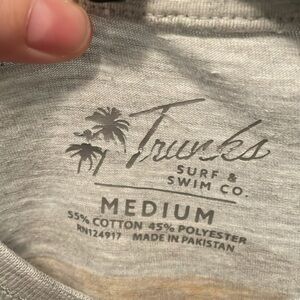 Trunks
SURF &
SWIM CO.
MEDIUM
55% COTTON 45% POLYESTER
RN124917 MADE IN PAKISTAN